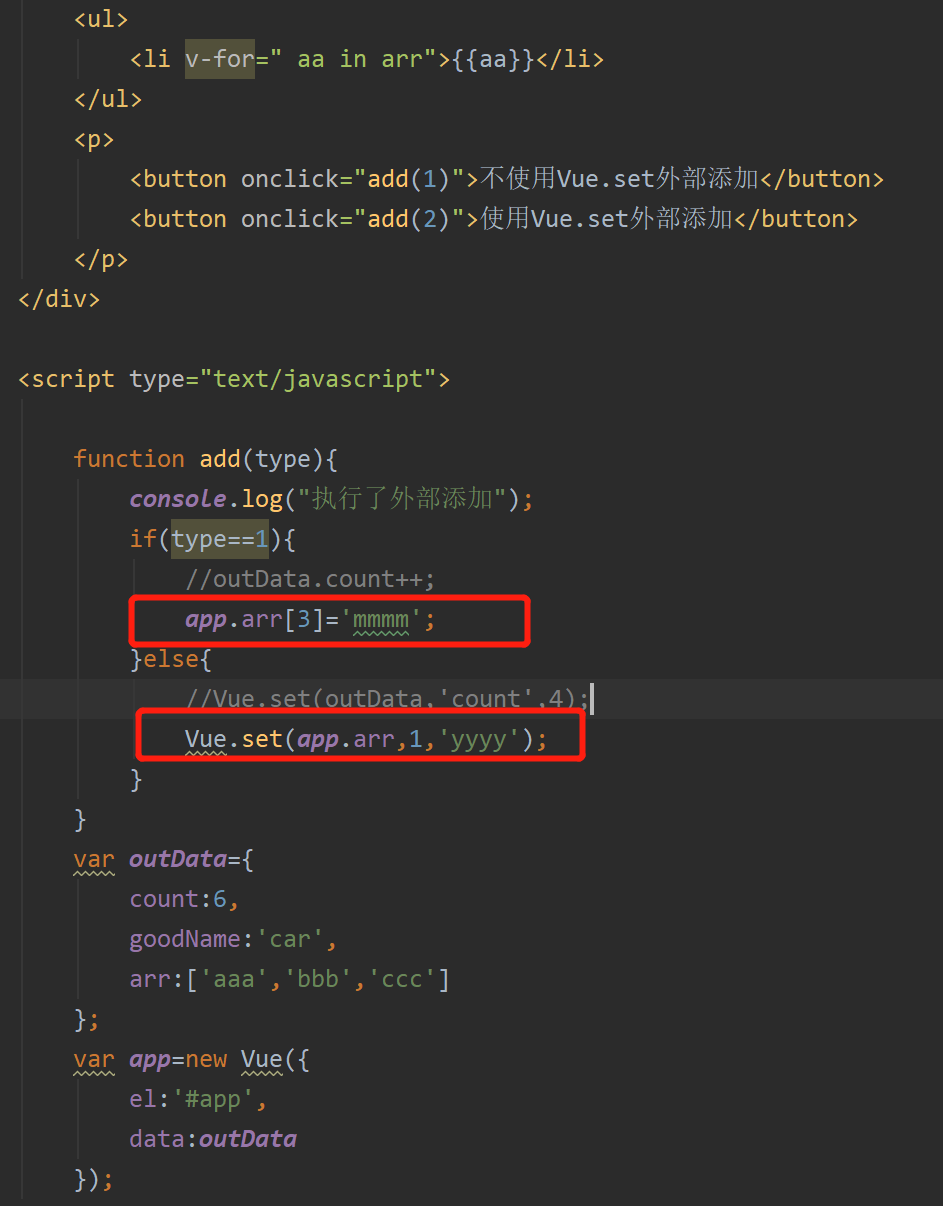 <ul>
<li v-for=" aa in arr">{{aa}}</li>
</ul>
<p>
<button onclick="add(1)">不使用Vue.set外部添加</button>
<button onclick="add(2)">使用Vue.set外部添加</button>
</p>
</div>
<script type="text/javascript">
function add(type){
console.log("执行了外部添加");
if(type==1){
//outData.count++;
app.arr[3]='mmmm';
}else{
//Vue.set(outData,'count',4);
Vue.set(app.arr,1,'yyyy');
}
}
var outData={
count:6,
goodName:'car',
arr:['aaa','bbb','ccc']
};
var app=new Vue({
el:'#app',
data:outData
});